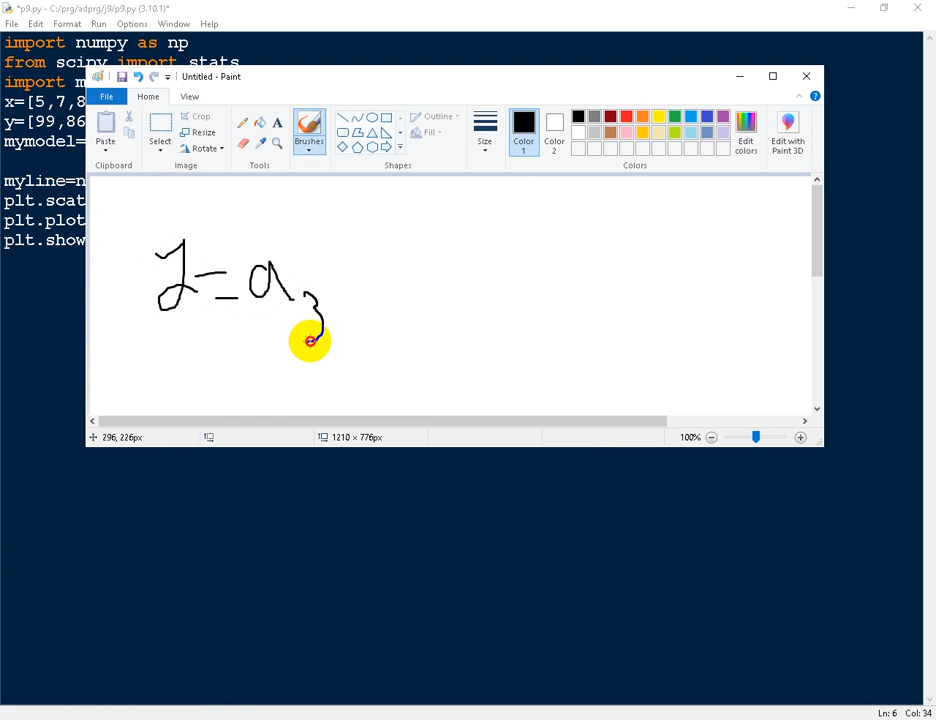 *p9.py - C:/prg/adprg/j9/p9.py (3.10.1)*
File Edit Format Run Options Window Help
import numpy as np
from scipy import stats
import m
x=[5,7,8
y=[99,86
mymodel=
myline=n
plt.scat
plt.plot
plt.show
Untitled - Paint
File Home View
Paste
Clipboard
Select
Crop
Resize
Rotate
Image
Tools
Brushes
Outline
Fill
Shapes
Size
Color 1
Color 2
Colors
Edit colors
Edit with Paint 3D
y = a3
296, 226px
1210 × 776px
100%
Ln: 6 Col: 34